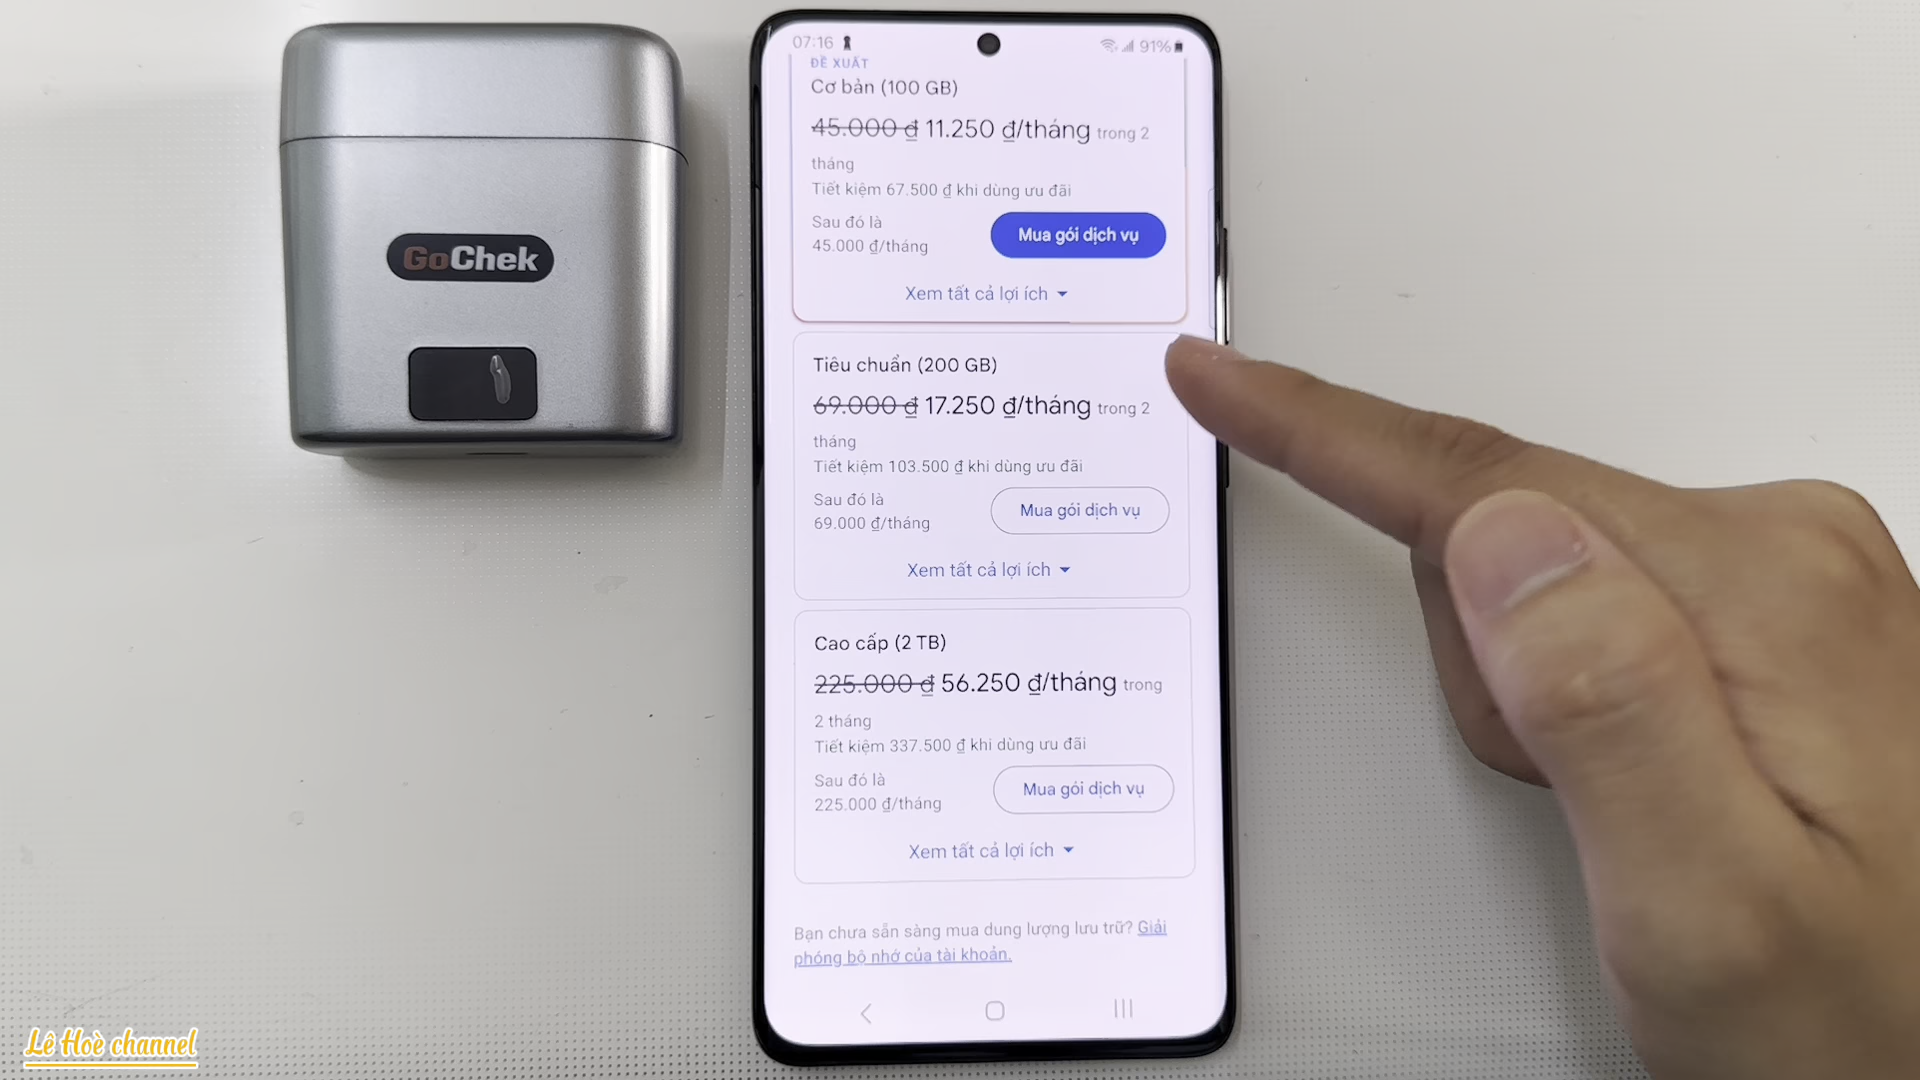 GoChek
07:16
91%
ĐỀ XUẤT
Cơ bản (100 GB)
45.000 ₫ 11.250 ₫/tháng trong 2
tháng
Tiết kiệm 67.500 ₫ khi dùng ưu đãi
Sau đó là
45.000 ₫/tháng
Mua gói dịch vụ
Xem tất cả lợi ích
Tiêu chuẩn (200 GB)
69.000 ₫ 17.250 ₫/tháng trong 2
tháng
Tiết kiệm 103.500 ₫ khi dùng ưu đãi
Sau đó là
69.000 ₫/tháng
Mua gói dịch vụ
Xem tất cả lợi ích
Cao cấp (2 TB)
225.000 ₫ 56.250 ₫/tháng trong
2 tháng
Tiết kiệm 337.500 ₫ khi dùng ưu đãi
Sau đó là
225.000 ₫/tháng
Mua gói dịch vụ
Xem tất cả lợi ích
Bạn chưa sẵn sàng mua dung lượng lưu trữ? Giải
phóng bộ nhớ của tài khoản.
Lê Hoè channel